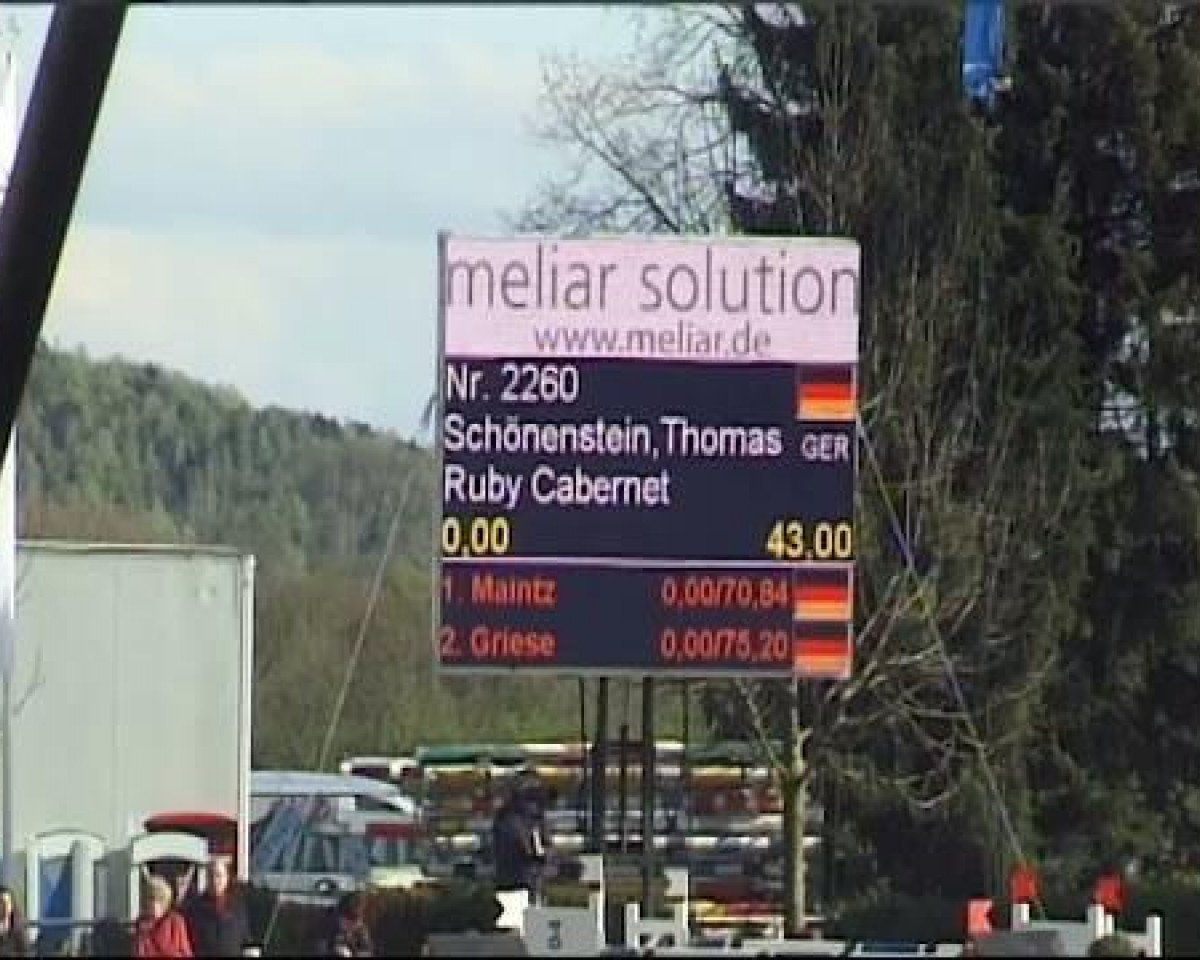 meliar solution
www.meliar.de
Nr. 2260
Schönenstein, Thomas GER
Ruby Cabernet
0,00 43,00
1. Maintz 0,00/70,84
2. Griese 0,00/75,20